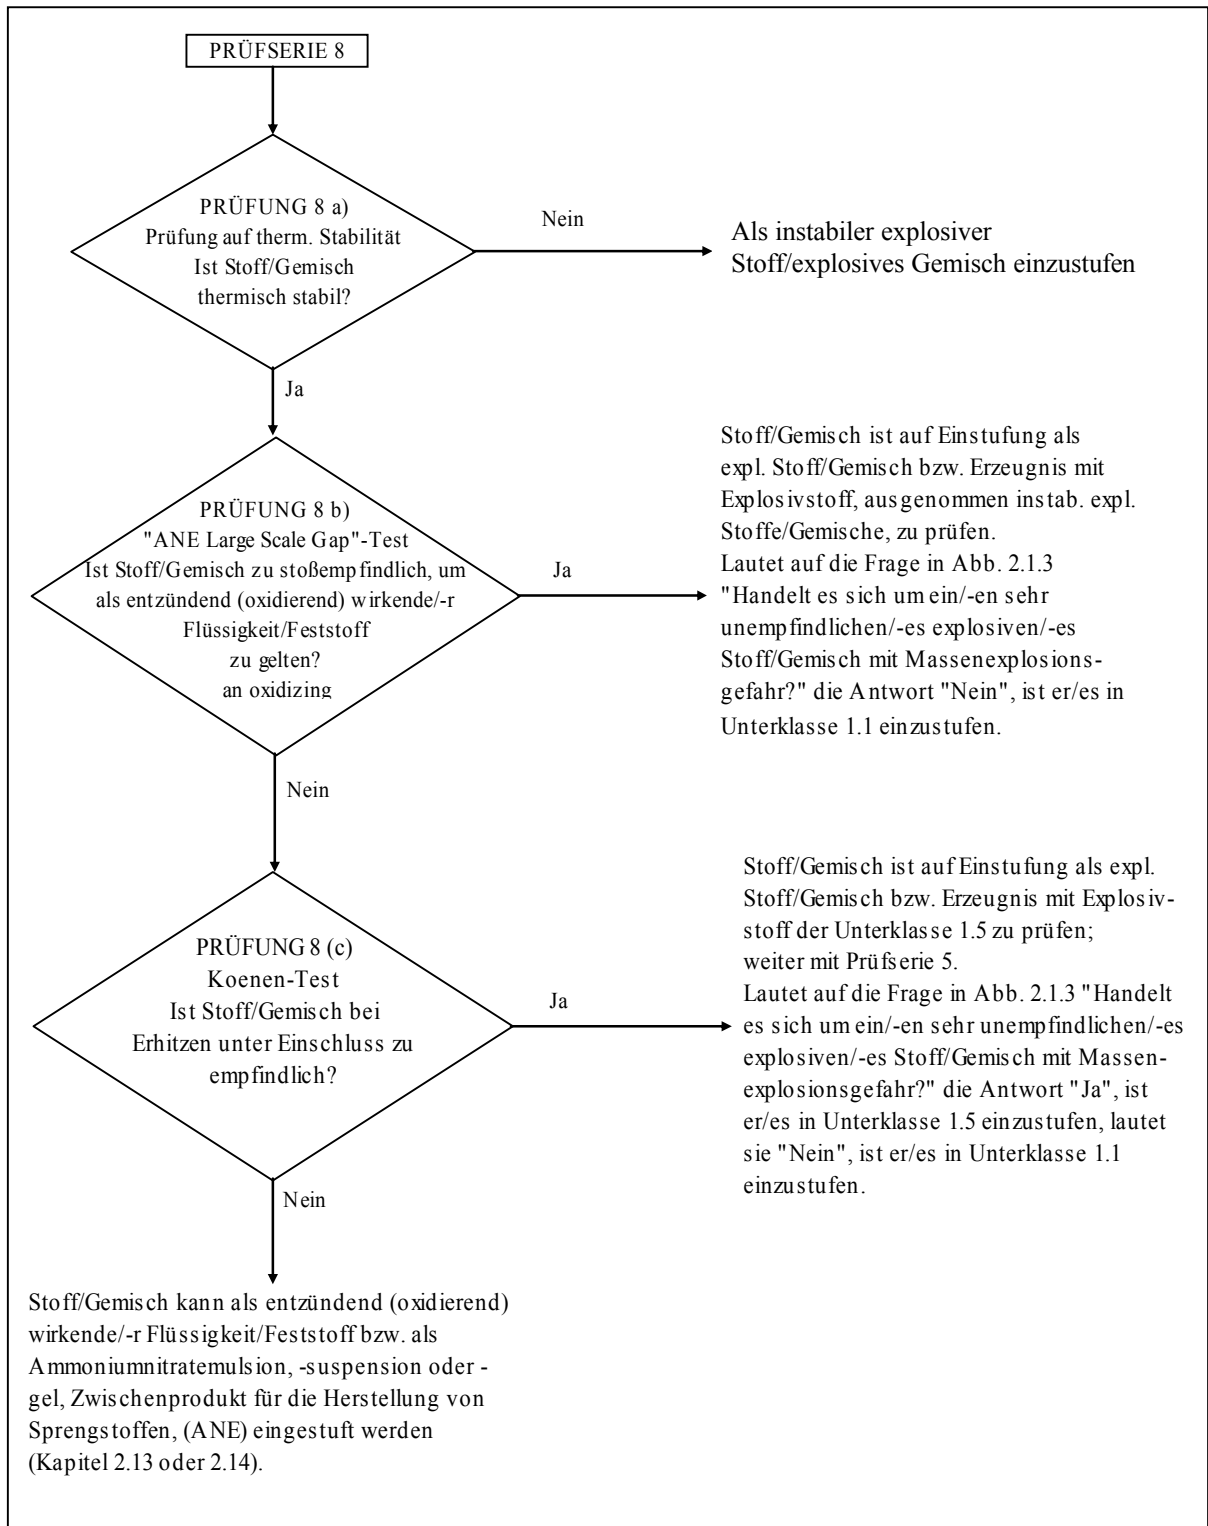 PRÜFSERIE 8
PRÜFUNG 8 a)
Prüfung auf therm. Stabilität
Ist Stoff/Gemisch
thermisch stabil?
Nein
Als instabiler explosiver
Stoff/explosives Gemisch einzustufen
Ja
PRÜFUNG 8 b)
"ANE Large Scale Gap"-Test
Ist Stoff/Gemisch zu stoßempfindlich, um
als entzündend (oxidierend) wirkende/-r
Flüssigkeit/Feststoff
zu gelten?
an oxidizing
Ja
Stoff/Gemisch ist auf Einstufung als
expl. Stoff/Gemisch bzw. Erzeugnis mit
Explosivstoff, ausgenommen instab. expl.
Stoffe/Gemische, zu prüfen.
Lautet auf die Frage in Abb. 2.1.3
"Handelt es sich um ein/-en sehr
unempfindlichen/-es explosiven/-es
Stoff/Gemisch mit Massenexplosions-
gefahr?" die Antwort "Nein", ist er/es in
Unterklasse 1.1 einzustufen.
Nein
PRÜFUNG 8 (c)
Koenen-Test
Ist Stoff/Gemisch bei
Erhitzen unter Einschluss zu
empfindlich?
Ja
Stoff/Gemisch ist auf Einstufung als expl.
Stoff/Gemisch bzw. Erzeugnis mit Explosiv-
stoff der Unterklasse 1.5 zu prüfen;
weiter mit Prüfserie 5.
Lautet auf die Frage in Abb. 2.1.3 "Handelt
es sich um ein/-en sehr unempfindlichen/-es
explosiven/-es Stoff/Gemisch mit Massen-
explosionsgefahr?" die Antwort "Ja", ist
er/es in Unterklasse 1.5 einzustufen, lautet
sie "Nein", ist er/es in Unterklasse 1.1
einzustufen.
Nein
Stoff/Gemisch kann als entzündend (oxidierend)
wirkende/-r Flüssigkeit/Feststoff bzw. als
Ammoniumnitratemulsion, -suspension oder -
gel, Zwischenprodukt für die Herstellung von
Sprengstoffen, (ANE) eingestuft werden
(Kapitel 2.13 oder 2.14).